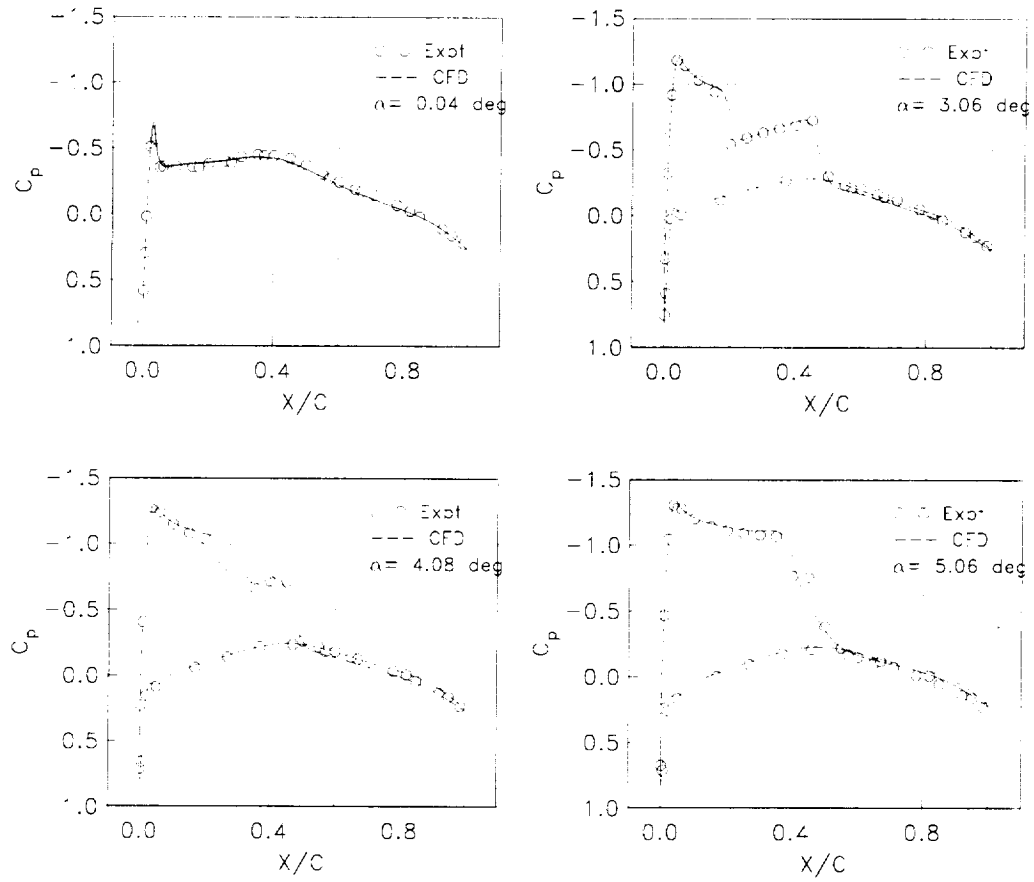 −1.5
−1.0
−0.5
0.0
0.5
1.0
Cp
0.0 0.4 0.8
X/C
Expt
CFD
α= 0.04 deg
−1.5
−1.0
−0.5
0.0
0.5
1.0
Cp
0.0 0.4 0.8
X/C
Expt
CFD
α= 3.06 deg
−1.5
−1.0
−0.5
0.0
0.5
1.0
Cp
0.0 0.4 0.8
X/C
Expt
CFD
α= 4.08 deg
−1.5
−1.0
−0.5
0.0
0.5
1.0
Cp
0.0 0.4 0.8
X/C
Expt
CFD
α= 5.06 deg